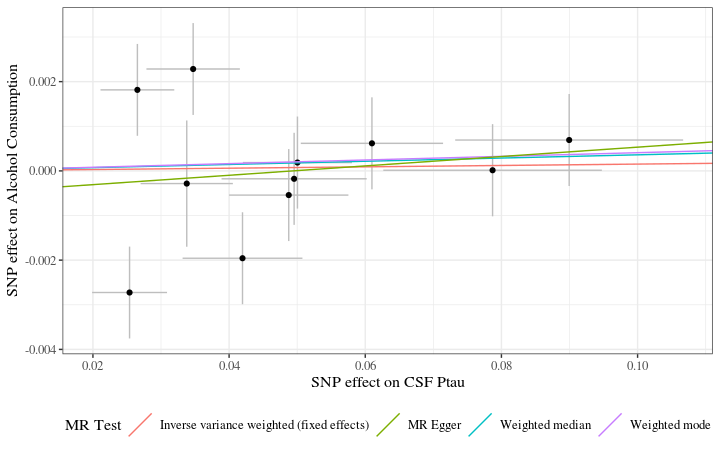 SNP effect on Alcohol Consumption
0.002
0.000
-0.002
-0.004
0.02 0.04 0.06 0.08 0.10
SNP effect on CSF Ptau
MR Test Inverse variance weighted (fixed effects) MR Egger Weighted median Weighted mode